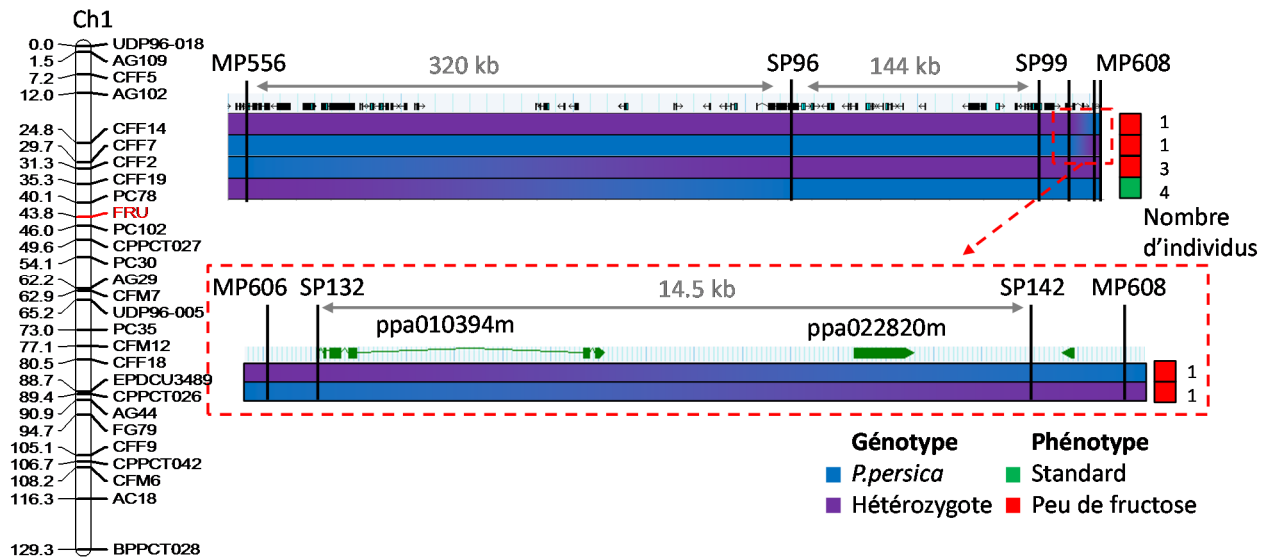 Ch1
0.0 UDP96-018
1.5 AG109
7.2 CFF5
12.0 AG102
24.8 CFF14
29.7 CFF7
31.3 CFF2
35.3 CFF19
40.1 PC78
43.8 FRU
46.0 PC102
49.6 CPPCT027
54.1 PC30
62.2 AG29
62.9 CFM7
65.2 UDP96-005
73.0 PC35
77.1 CFM12
80.5 CFF18
88.7 EPDCU3489
89.4 CPPCT026
90.9 AG44
94.7 FG79
105.1 CFF9
106.7 CPPCT042
108.2 CFM6
116.3 AC18
129.3 BPPCT028
MP556 320 kb SP96 144 kb SP99 MP608
1
1
3
4
Nombre
d'individus
MP606 SP132 14.5 kb SP142 MP608
ppa010394m ppa022820m
1
1
Génotype Phénotype
P.persica Standard
Hétérozygote Peu de fructose